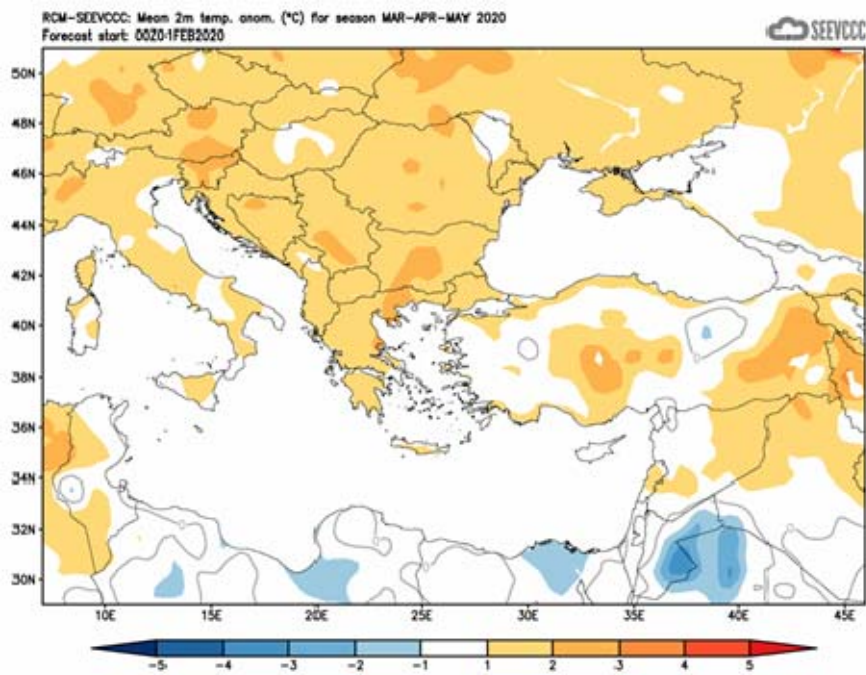 RCM-SEEVCCC: Mean 2m temp. anom. (°C) for season MAR-APR-MAY 2020
Forecast start: 00Z01FEB2020
SEEVCCC
50N
48N
46N
44N
42N
40N
38N
36N
34N
32N
30N
10E 15E 20E 25E 30E 35E 40E 45E
-5 -4 -3 -2 -1 1 2 3 4 5